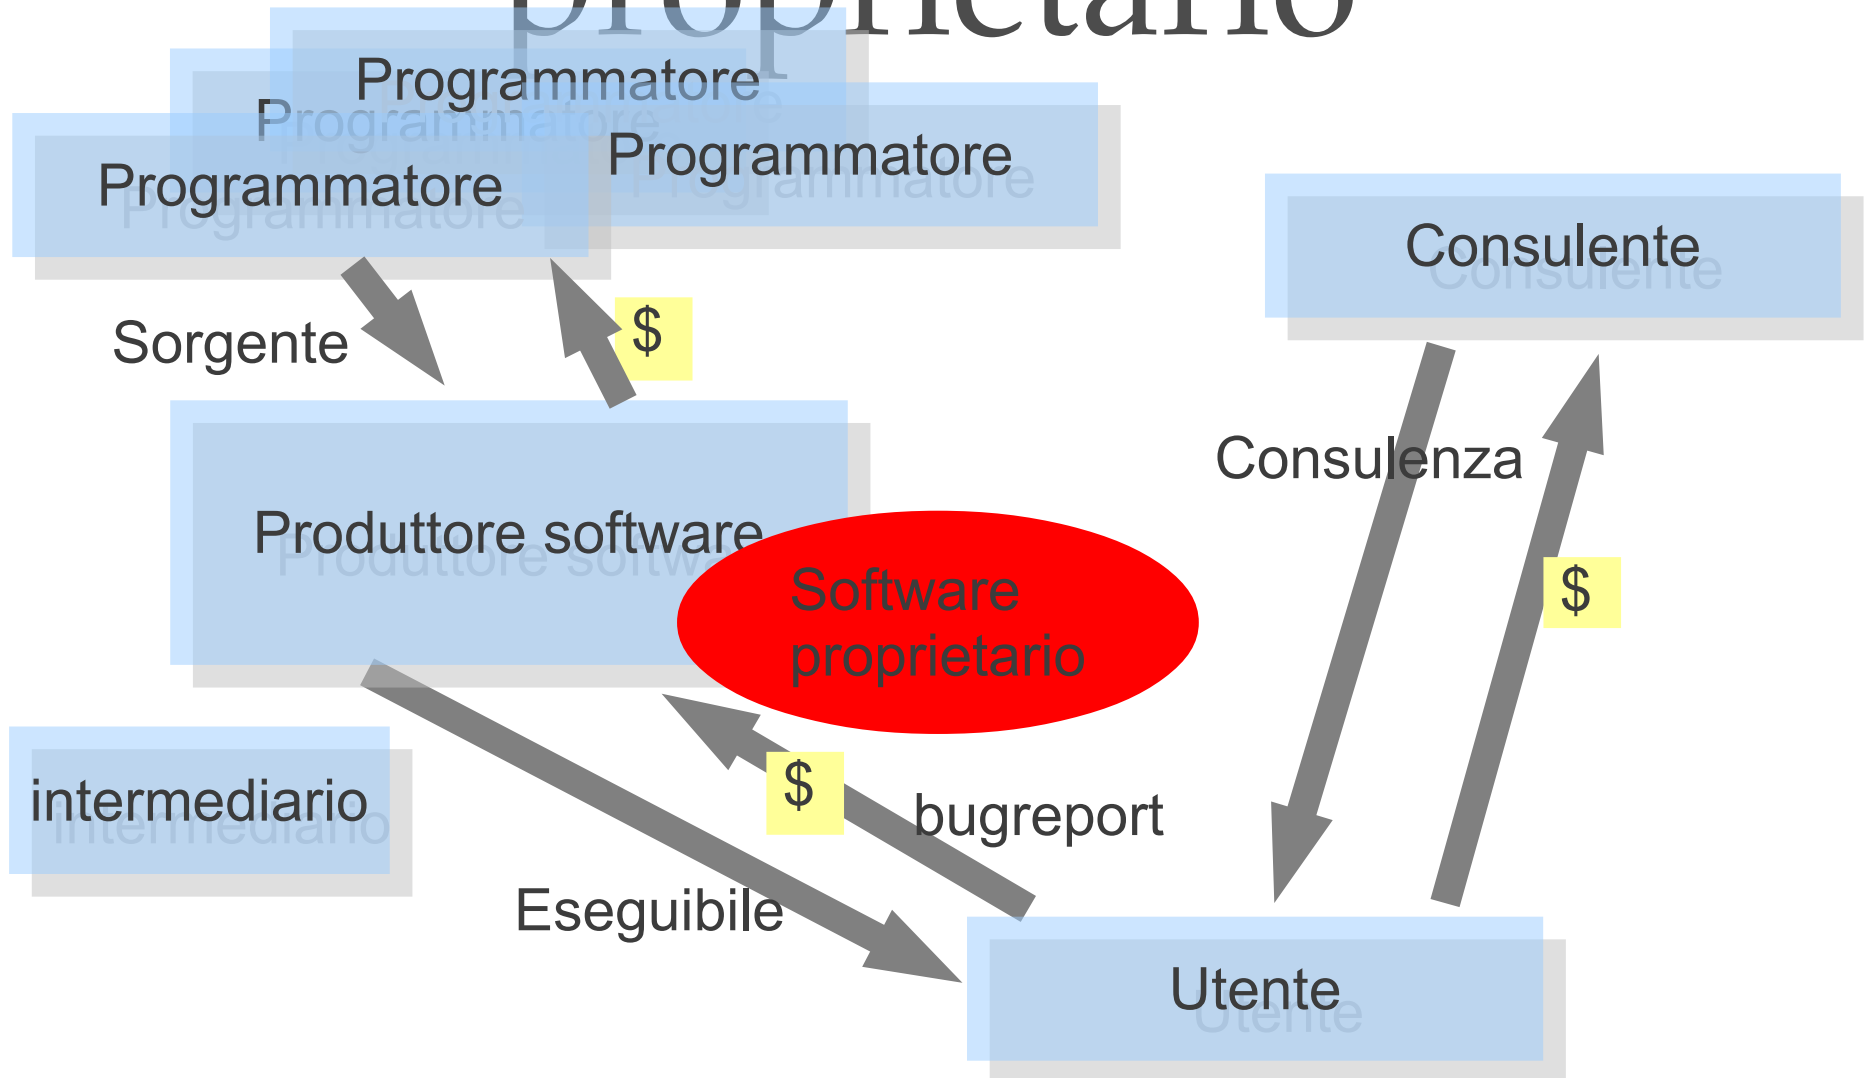 proprietario
Programmatore
Programmatore
Programmatore
Programmatore
Consulente
Sorgente
$
Consulenza
Produttore software
Software
proprietario
$
intermediario
$
bugreport
Eseguibile
Utente